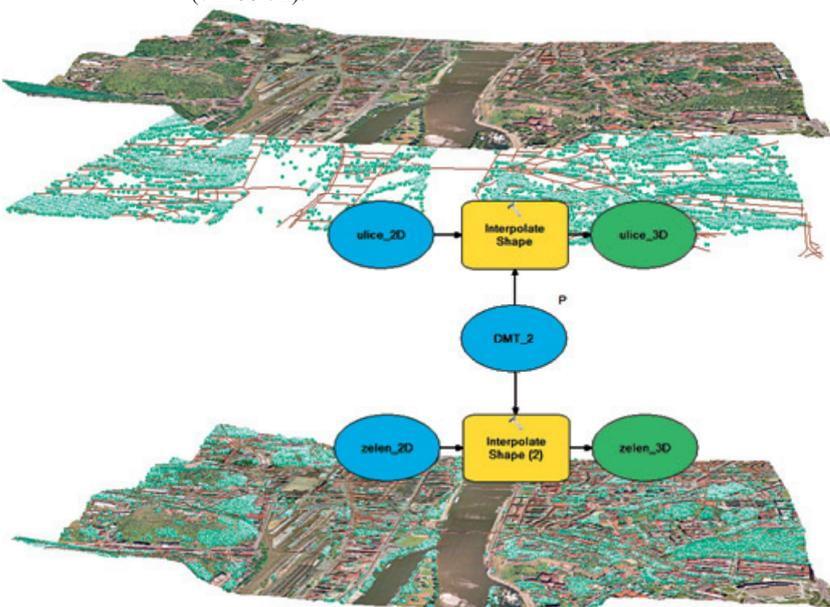 ulice_2D
Interpolate
Shape
ulice_3D
P
DMT_2
zelen_2D
Interpolate
Shape (2)
zelen_3D